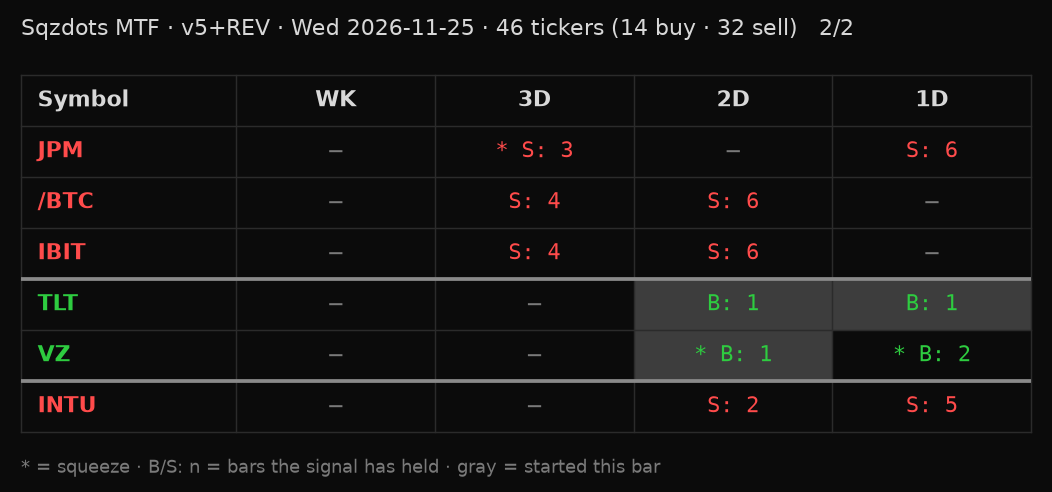 Sqzdots MTF · v5+REV · Wed 2026-11-25 · 46 tickers (14 buy · 32 sell) 2/2
Symbol WK 3D 2D 1D
JPM — * S: 3 — S: 6
/BTC — S: 4 S: 6 —
IBIT — S: 4 S: 6 —
TLT — — B: 1 B: 1
VZ — — * B: 1 * B: 2
INTU — — S: 2 S: 5
* = squeeze · B/S: n = bars the signal has held · gray = started this bar